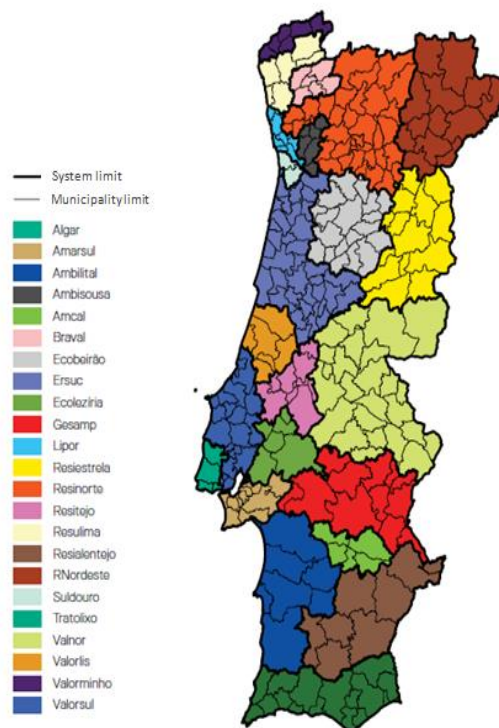 System limit
Municipality limit
Algar
Amarsul
Ambilital
Ambisousa
Amcal
Braval
Ecobeirão
Ersuc
Ecolezíria
Gesamp
Lipor
Resiestrela
Resinorte
Resitejo
Resulima
Resialentejo
RNordeste
Suldouro
Tratolixo
Valnor
Valorlis
Valorminho
Valorsul